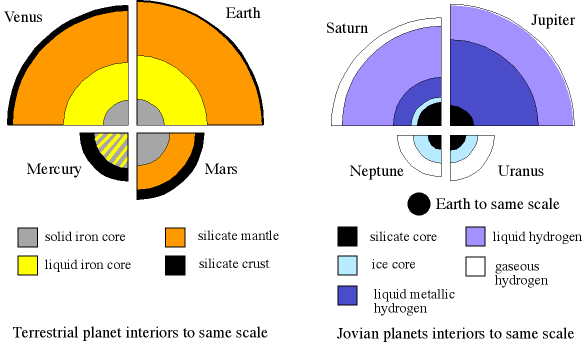 Venus
Earth
Mercury
Mars
solid iron core
silicate mantle
liquid iron core
silicate crust
Terrestrial planet interiors to same scale
Saturn
Jupiter
Neptune
Uranus
Earth to same scale
silicate core
liquid hydrogen
ice core
gaseous
hydrogen
liquid metallic
hydrogen
Jovian planets interiors to same scale